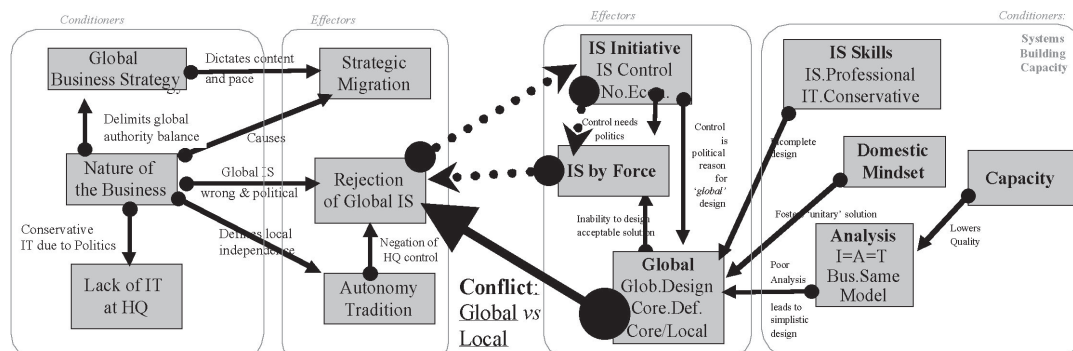 Conditioners
Effectors
Effectors
Conditioners:
Systems
Building
Capacity
Global
Business Strategy
Dictates content
and pace
Strategic
Migration
Delimits global
authority balance
Causes
Nature of
the Business
Global IS
wrong & political
Rejection
of Global IS
Conservative
IT due to Politics
Defines local
independence
Negation of
HQ control
Lack of IT
at HQ
Autonomy
Tradition
Conflict:
Global vs
Local
IS Initiative
IS Control
No.Econ.
Control needs
politics
IS by Force
Control
is
political
reason
for
'global'
design
Inability to design
acceptable solution
Global
Glob.Design
Core.Def.
Core/Local
IS Skills
IS.Professional
IT.Conservative
Incomplete
design
Domestic
Mindset
Capacity
Fosters 'unitary' solution
Lowers
Quality
Analysis
I=A=T
Bus.Same
Model
Poor
Analysis
leads to
simplistic
design